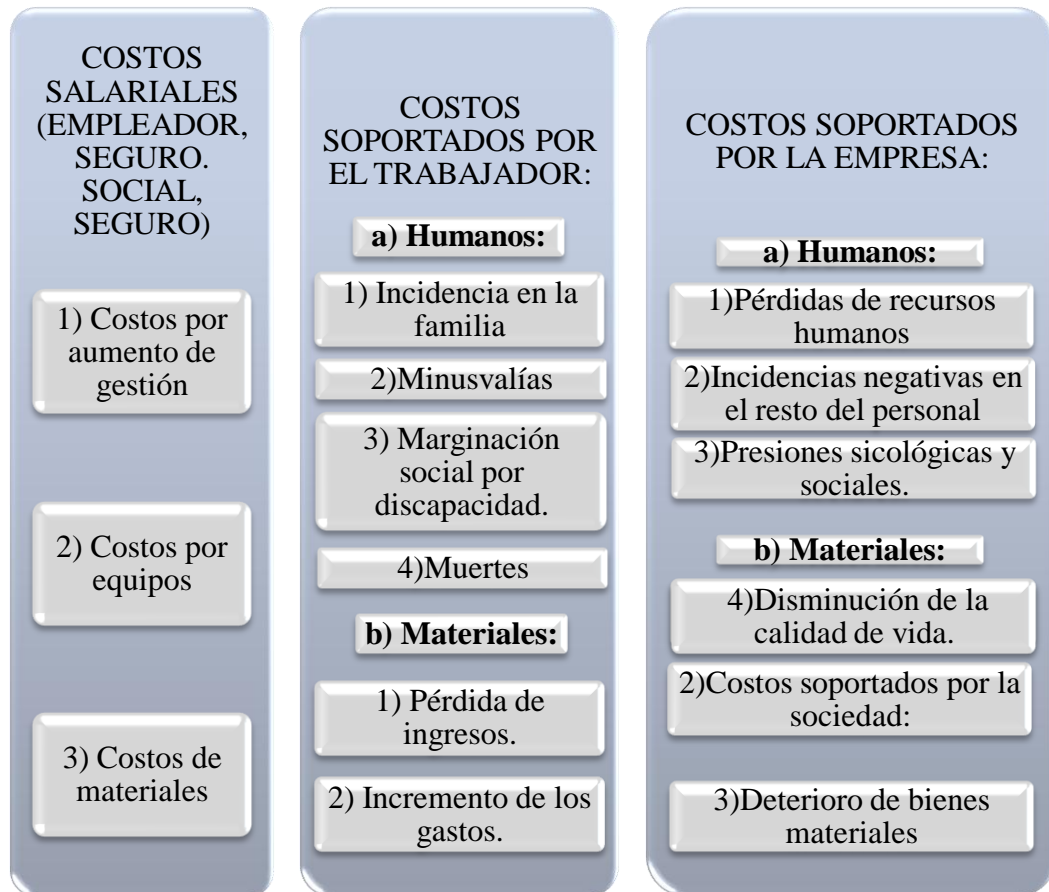 COSTOS
SALARIALES
(EMPLEADOR,
SEGURO.
SOCIAL,
SEGURO)
1) Costos por
aumento de
gestión
2) Costos por
equipos
3) Costos de
materiales
COSTOS
SOPORTADOS POR
EL TRABAJADOR:
a) Humanos:
1) Incidencia en la
familia
2)Minusvalías
3) Marginación
social por
discapacidad.
4)Muertes
b) Materiales:
1) Pérdida de
ingresos.
2) Incremento de los
gastos.
COSTOS SOPORTADOS
POR LA EMPRESA:
a) Humanos:
1)Pérdidas de recursos
humanos
2)Incidencias negativas en
el resto del personal
3)Presiones sicológicas y
sociales.
b) Materiales:
4)Disminución de la
calidad de vida.
2)Costos soportados por la
sociedad:
3)Deterioro de bienes
materiales